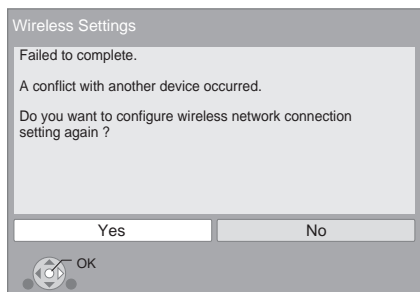 Wireless Settings
Failed to complete.
A conflict with another device occurred.
Do you want to configure wireless network connection
setting again ?
Yes
No
OK